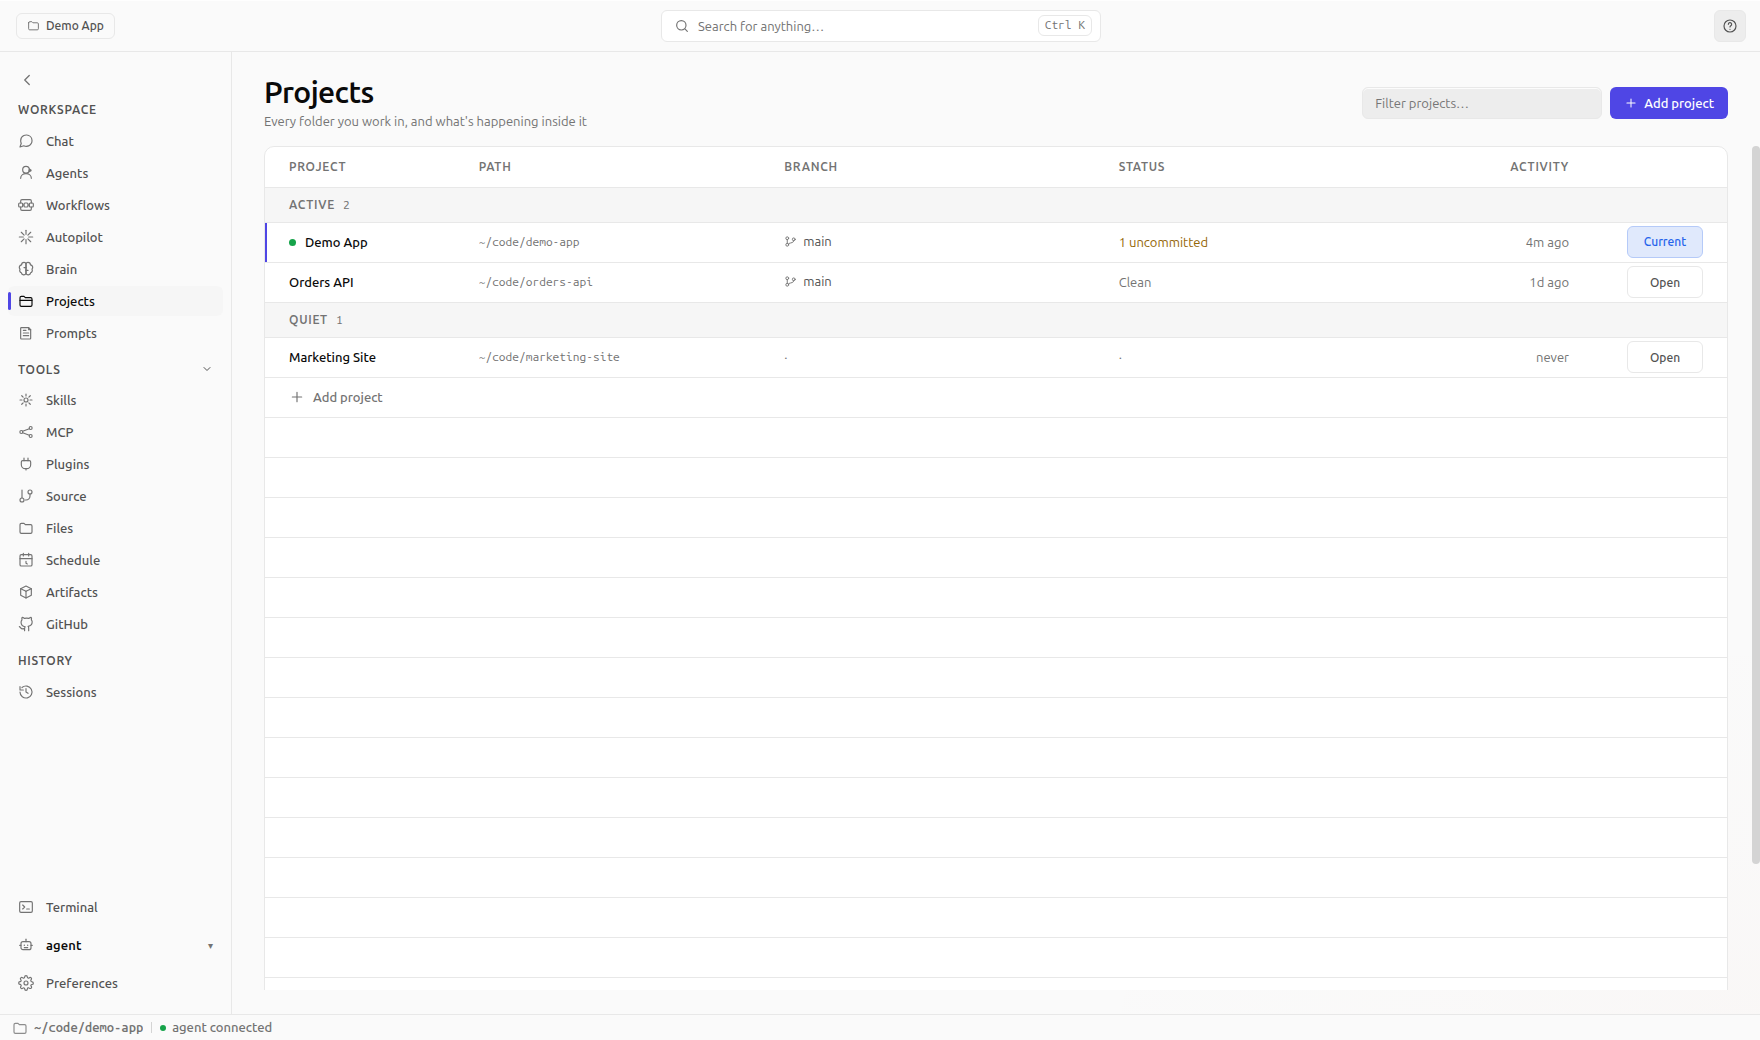 Demo App
Search for anything...
Ctrl K
WORKSPACE
Chat
Agents
Workflows
Autopilot
Brain
Projects
Prompts
TOOLS
Skills
MCP
Plugins
Source
Files
Schedule
Artifacts
GitHub
HISTORY
Sessions
Terminal
agent
Preferences
Projects
Every folder you work in, and what's happening inside it
Filter projects...
+ Add project
PROJECT PATH BRANCH STATUS ACTIVITY
ACTIVE 2
Demo App ~/code/demo-app main 1 uncommitted 4m ago Current
Orders API ~/code/orders-api main Clean 1d ago Open
QUIET 1
Marketing Site ~/code/marketing-site · · never Open
+ Add project
~/code/demo-app agent connected